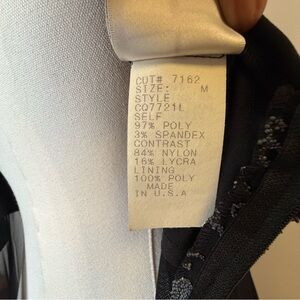 CUT# 7162
SIZE: M
STYLE
CQ7721L
SELF
97% POLY
3% SPANDEX
CONTRAST
84% NYLON
16% LYCRA
LINING
100% POLY
MADE
IN U.S.A